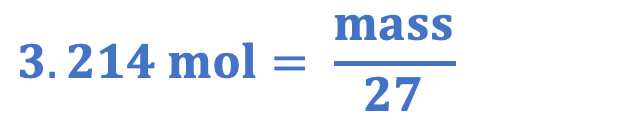 3.214 mol = mass
27